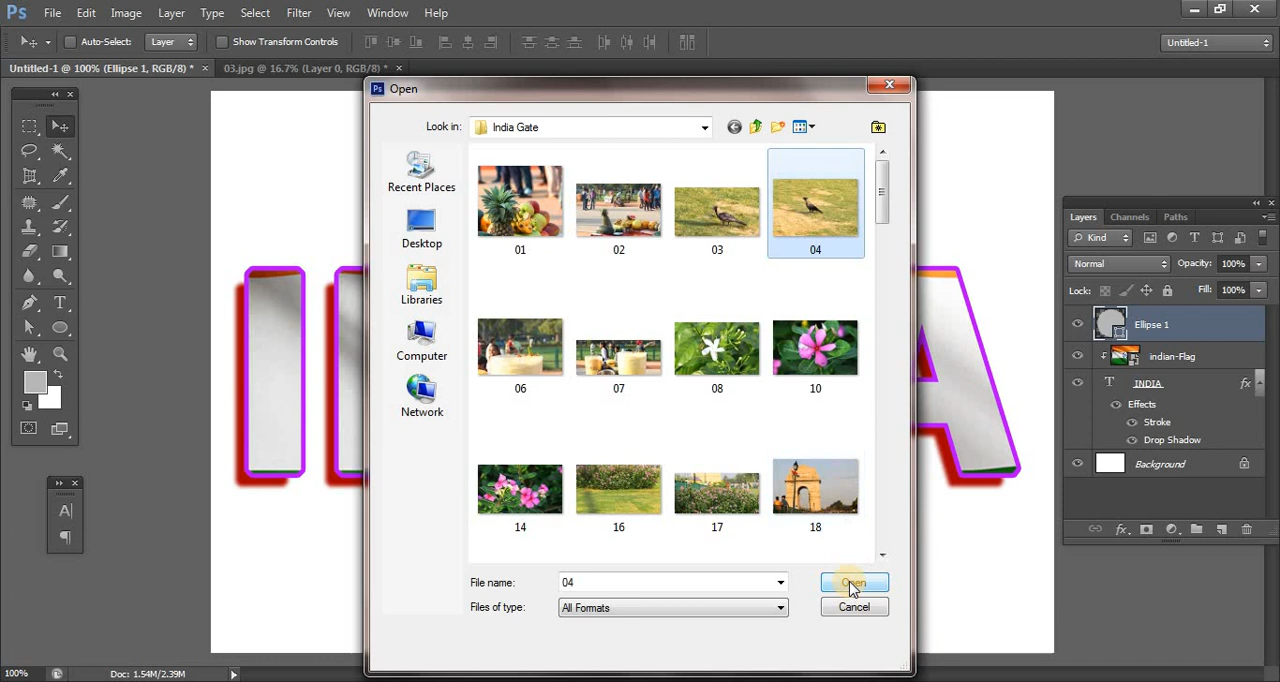 Ps File Edit Image Layer Type Select Filter View Window Help
Auto-Select: Layer Show Transform Controls Untitled-1
Untitled-1 @ 100% (Ellipse 1, RGB/8) * × 03.jpg @ 16.7% (Layer 0, RGB/8) * ×
Ps Open
Look in: India Gate
Recent Places
Desktop
Libraries
Computer
Network
01 02 03 04
06 07 08 10
14 16 17 18
File name: 04 Open
Files of type: All Formats Cancel
I A
Layers Channels Paths
Kind T
Normal Opacity: 100%
Lock: Fill: 100%
Ellipse 1
indian-Flag
T INDIA fx
Effects
Stroke
Drop Shadow
Background
fx
T
A
¶
100% Doc: 1.54M/2.39M